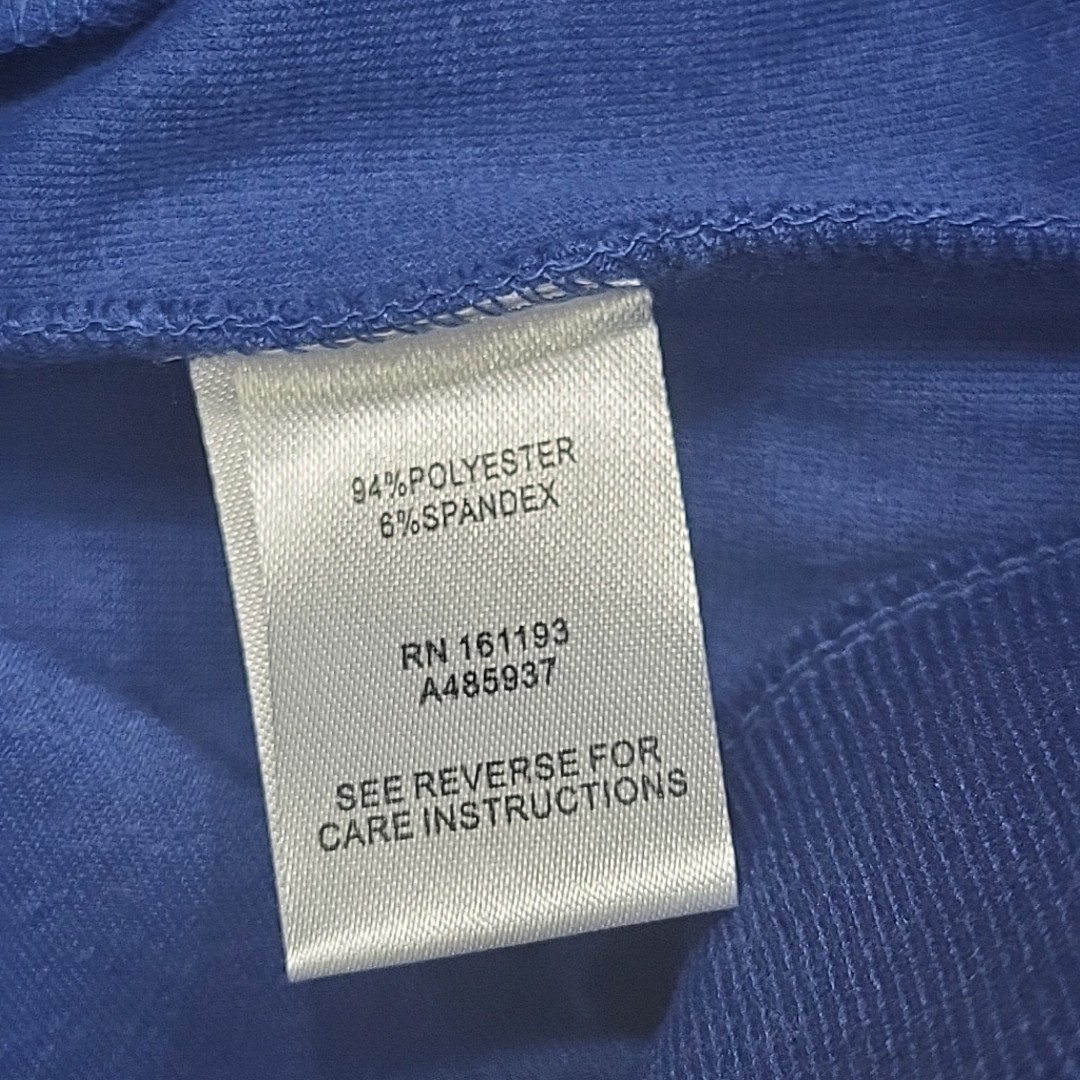 94%POLYESTER
6%SPANDEX
RN 161193
A485937
SEE REVERSE FOR
CARE INSTRUCTIONS